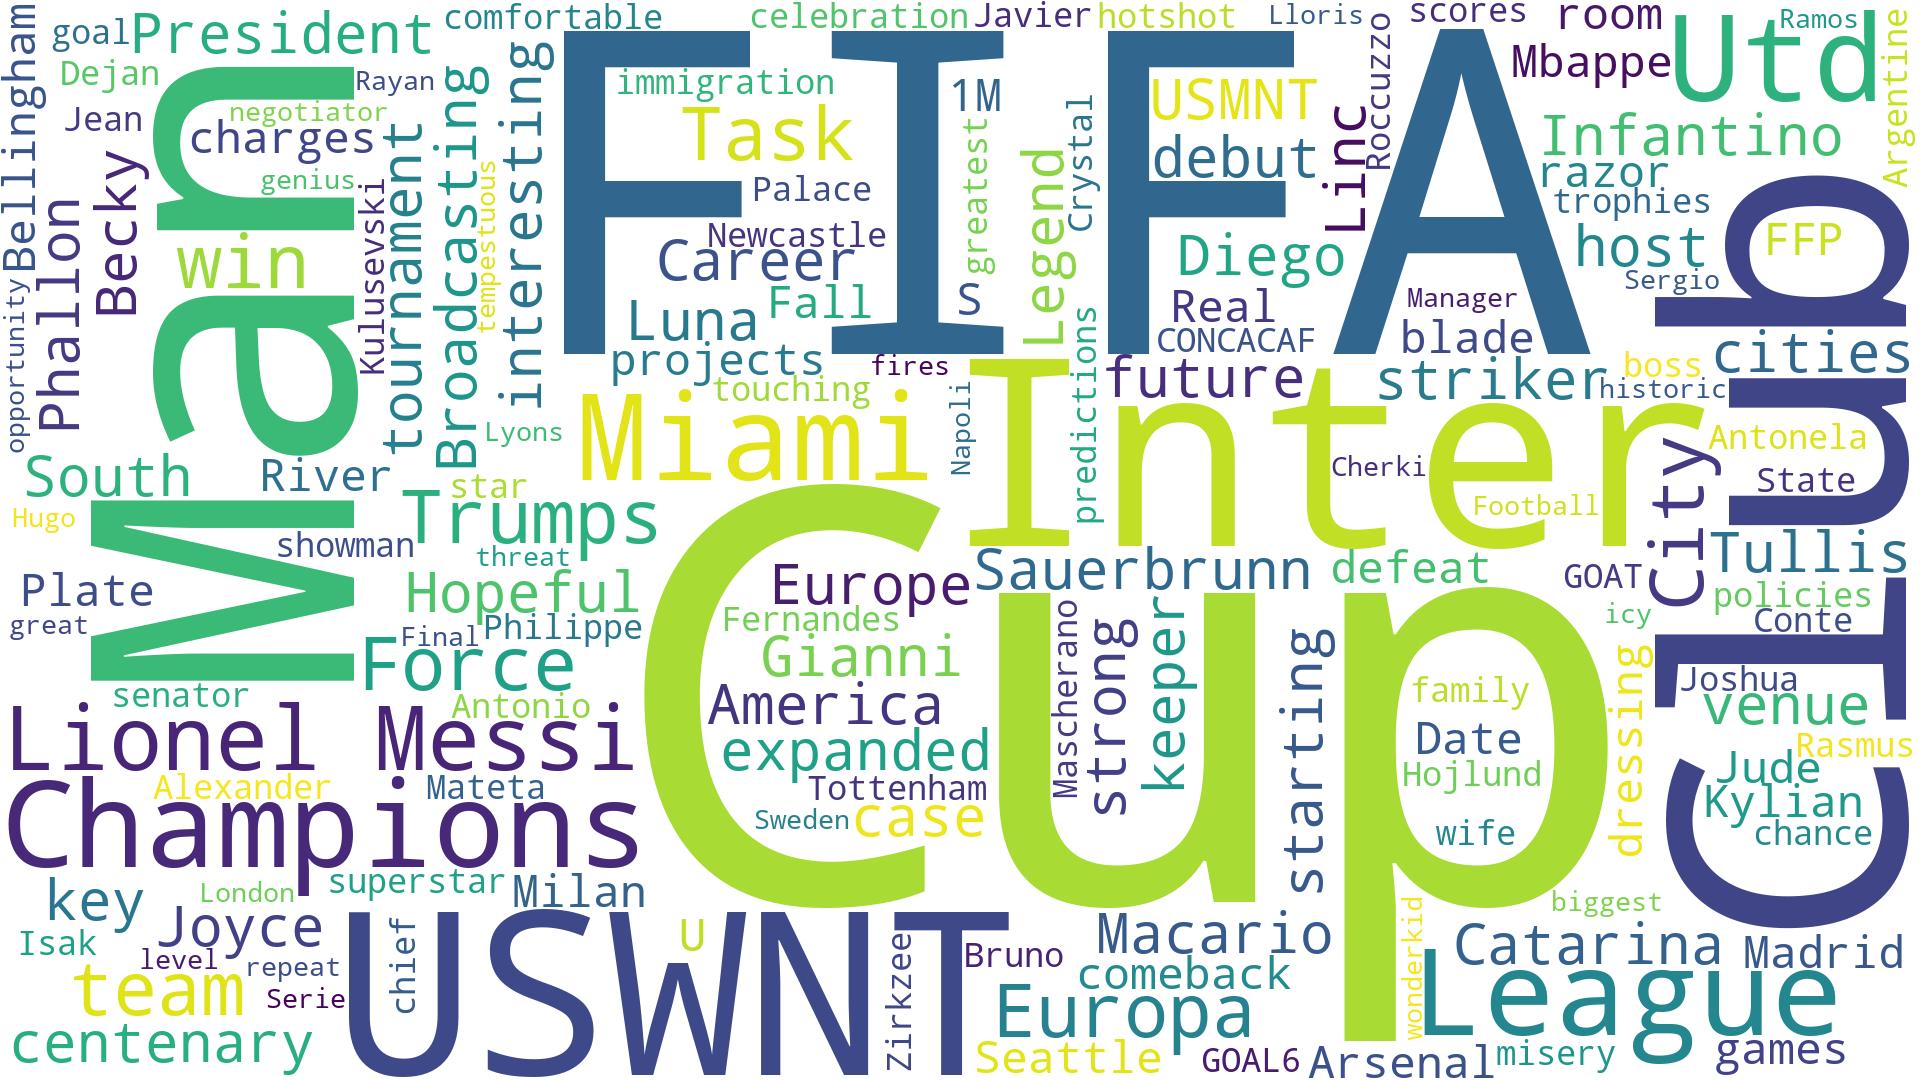 comfortable
celebration
Javier
hotshot
Lloris
scores
room
Ramos
goal
President
Dejan
Rayan
Jean
negotiator
charges
genius
Becky
Bellingham
Phallon
opportunity
Man
win
Kulusevski
tournament
Broadcasting
tempestuous
interesting
FIFA
immigration
Task
1M
USMNT
debut
Palace
greatest
Legend
Crystal
Linc
Roccuzzo
Mbappe
Utd
Argentine
Infantino
razor
trophies
host
FFP
Sergio
Newcastle
Career
Fall
S
Diego
Real
CONCACAF
Manager
blade
Luna
projects
fires
predictions
future
striker
boss
historic
cities
Club
touching
Miami
Napoli
Inter
Cherki
Football
Antonela
State
City
Lyons
South
River
star
Hugo
Trumps
showman
threat
Plate
great
Hopeful
Philippe
Final
Force
senator
Antonio
Lionel Messi
Alexander
Mateta
Champions
Cup
Europe
Sauerbrunn
defeat
GOAT
Tullis
policies
icy
Conte
Fernandes
Gianni
America
expanded
Tottenham
Sweden
case
Mascherano
strong
keeper
starting
family
Date
Hojlund
wife
dressing
Joshua
venue
Rasmus
Jude
Kylian
chance
key
London
superstar
Milan
Isak
Joyce
level
repeat
team
Serie
centenary
chief
USWNT
U
Zirkzee
Bruno
Macario
comeback
Europa
Seattle
GOAL6
Arsenal
wonderkid
biggest
Catarina
Madrid
League
misery
games